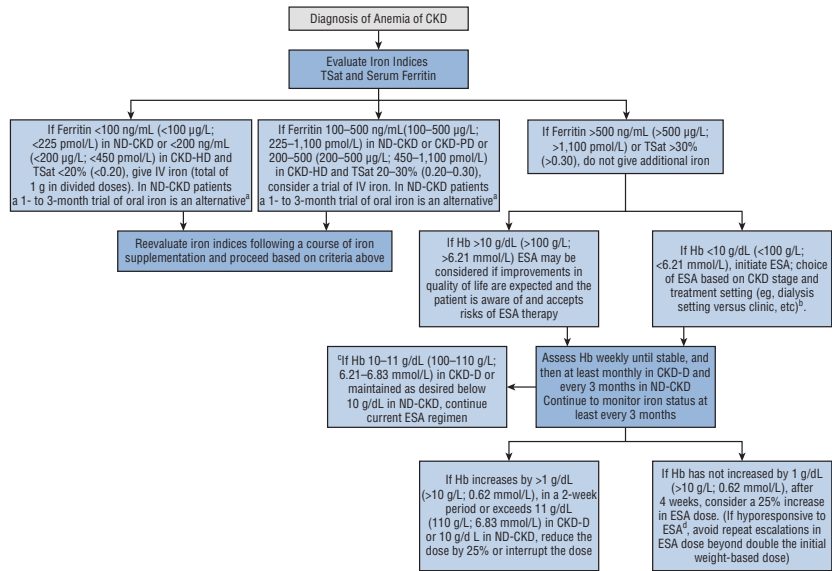 Diagnosis of Anemia of CKD
Evaluate Iron Indices
TSat and Serum Ferritin
If Ferritin <100 ng/mL (<100 µg/L;
<225 pmol/L) in ND-CKD or <200 ng/mL
(<200 µg/L; <450 pmol/L) in CKD-HD and
TSat <20% (<0.20), give IV iron (total of
1 g in divided doses). In ND-CKD patients
a 1- to 3-month trial of oral iron is an alternativeᵃ
If Ferritin 100–500 ng/mL(100–500 µg/L;
225–1,100 pmol/L) in ND-CKD or CKD-PD or
200–500 (200–500 µg/L; 450–1,100 pmol/L)
in CKD-HD and TSat 20–30% (0.20–0.30),
consider a trial of IV iron. In ND-CKD patients
a 1- to 3-month trial of oral iron is an alternativeᵃ
If Ferritin >500 ng/mL (>500 µg/L;
>1,100 pmol/L) or TSat >30%
(>0.30), do not give additional iron
Reevaluate iron indices following a course of iron
supplementation and proceed based on criteria above
If Hb >10 g/dL (>100 g/L;
>6.21 mmol/L) ESA may be
considered if improvements in
quality of life are expected and the
patient is aware of and accepts
risks of ESA therapy
If Hb <10 g/dL (<100 g/L;
<6.21 mmol/L), initiate ESA; choice
of ESA based on CKD stage and
treatment setting (eg, dialysis
setting versus clinic, etc)ᵇ.
ᶜIf Hb 10–11 g/dL (100–110 g/L;
6.21–6.83 mmol/L) in CKD-D or
maintained as desired below
10 g/dL in ND-CKD, continue
current ESA regimen
Assess Hb weekly until stable, and
then at least monthly in CKD-D and
every 3 months in ND-CKD
Continue to monitor iron status at
least every 3 months
If Hb increases by >1 g/dL
(>10 g/L; 0.62 mmol/L), in a 2-week
period or exceeds 11 g/dL
(110 g/L; 6.83 mmol/L) in CKD-D
or 10 g/d L in ND-CKD, reduce the
dose by 25% or interrupt the dose
If Hb has not increased by 1 g/dL
(>10 g/L; 0.62 mmol/L), after
4 weeks, consider a 25% increase
in ESA dose. (If hyporesponsive to
ESAᵈ, avoid repeat escalations in
ESA dose beyond double the initial
weight-based dose)